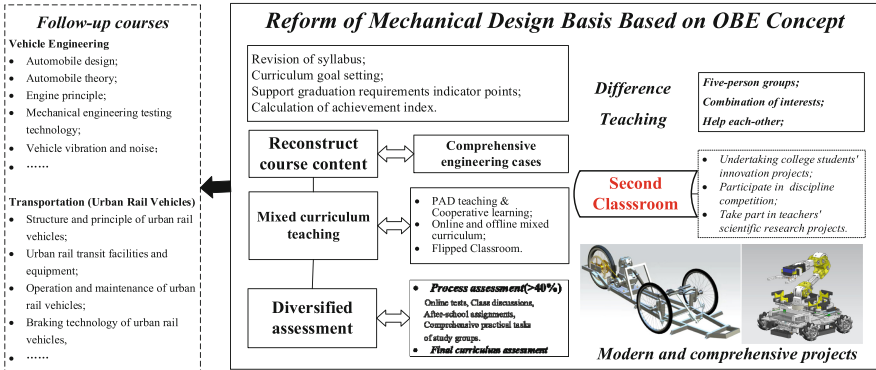 Follow-up courses
Vehicle Engineering
• Automobile design;
• Automobile theory;
• Engine principle;
• Mechanical engineering testing
technology;
• Vehicle vibration and noise;
• ……
Transportation (Urban Rail Vehicles)
• Structure and principle of urban rail
vehicles;
• Urban rail transit facilities and
equipment;
• Operation and maintenance of urban
rail vehicles;
• Braking technology of urban rail
vehicles,
• ……
Reform of Mechanical Design Basis Based on OBE Concept
Revision of syllabus;
Curriculum goal setting;
Support graduation requirements indicator points;
Calculation of achievement index.
Reconstruct
course content
Comprehensive
engineering cases
Mixed curriculum
teaching
• PAD teaching &
Cooperative learning;
• Online and offline mixed
curriculum;
• Flipped Classroom.
Diversified
assessment
• Process assessment(>40%)
Online tests, Class discussions,
After-school assignments,
Comprehensive practical tasks
of study groups.
• Final curriculum assessment
Difference
Teaching
Five-person groups;
Combination of interests;
Help each-other;
Second
Classsroom
• Undertaking college students'
innovation projects;
• Participate in discipline
competition;
• Take part in teachers'
scientific research projects.
Modern and comprehensive projects